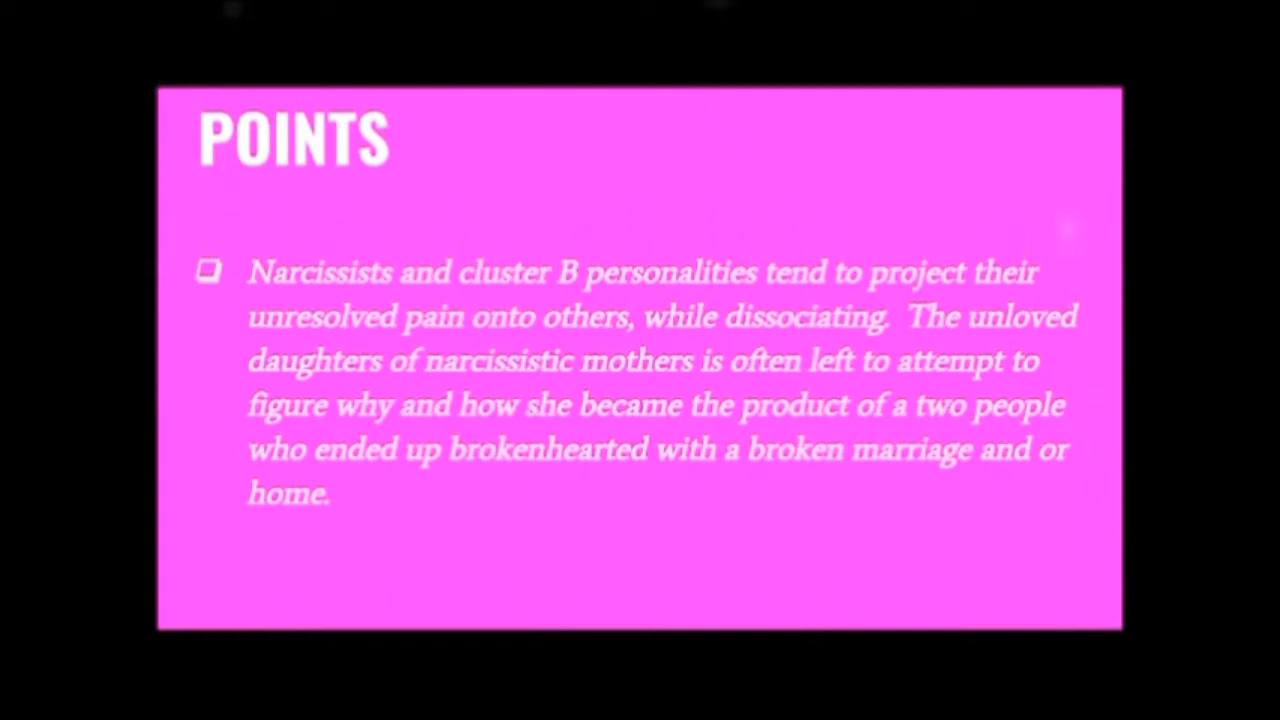 POINTS
❑ Narcissists and cluster B personalities tend to project their
unresolved pain onto others, while dissociating. The unloved
daughters of narcissistic mothers is often left to attempt to
figure why and how she became the product of a two people
who ended up brokenhearted with a broken marriage and or
home.